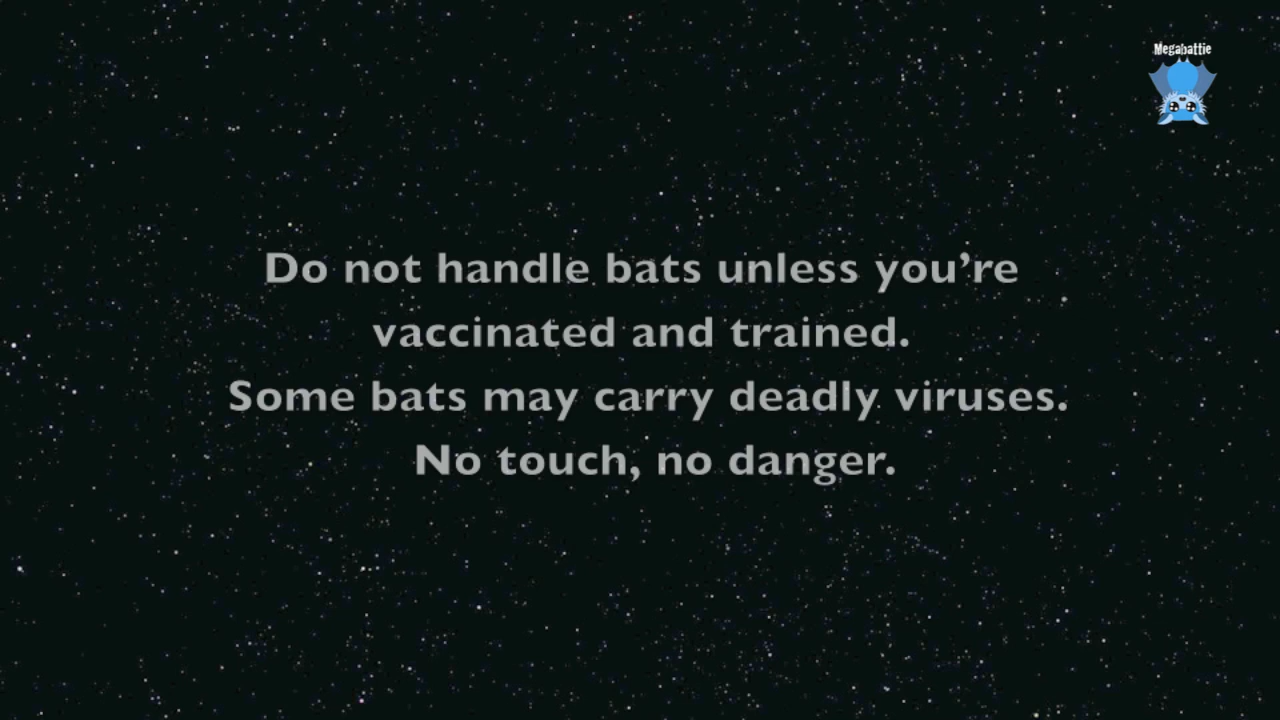 Megabattie
Do not handle bats unless you’re
vaccinated and trained.
Some bats may carry deadly viruses.
No touch, no danger.